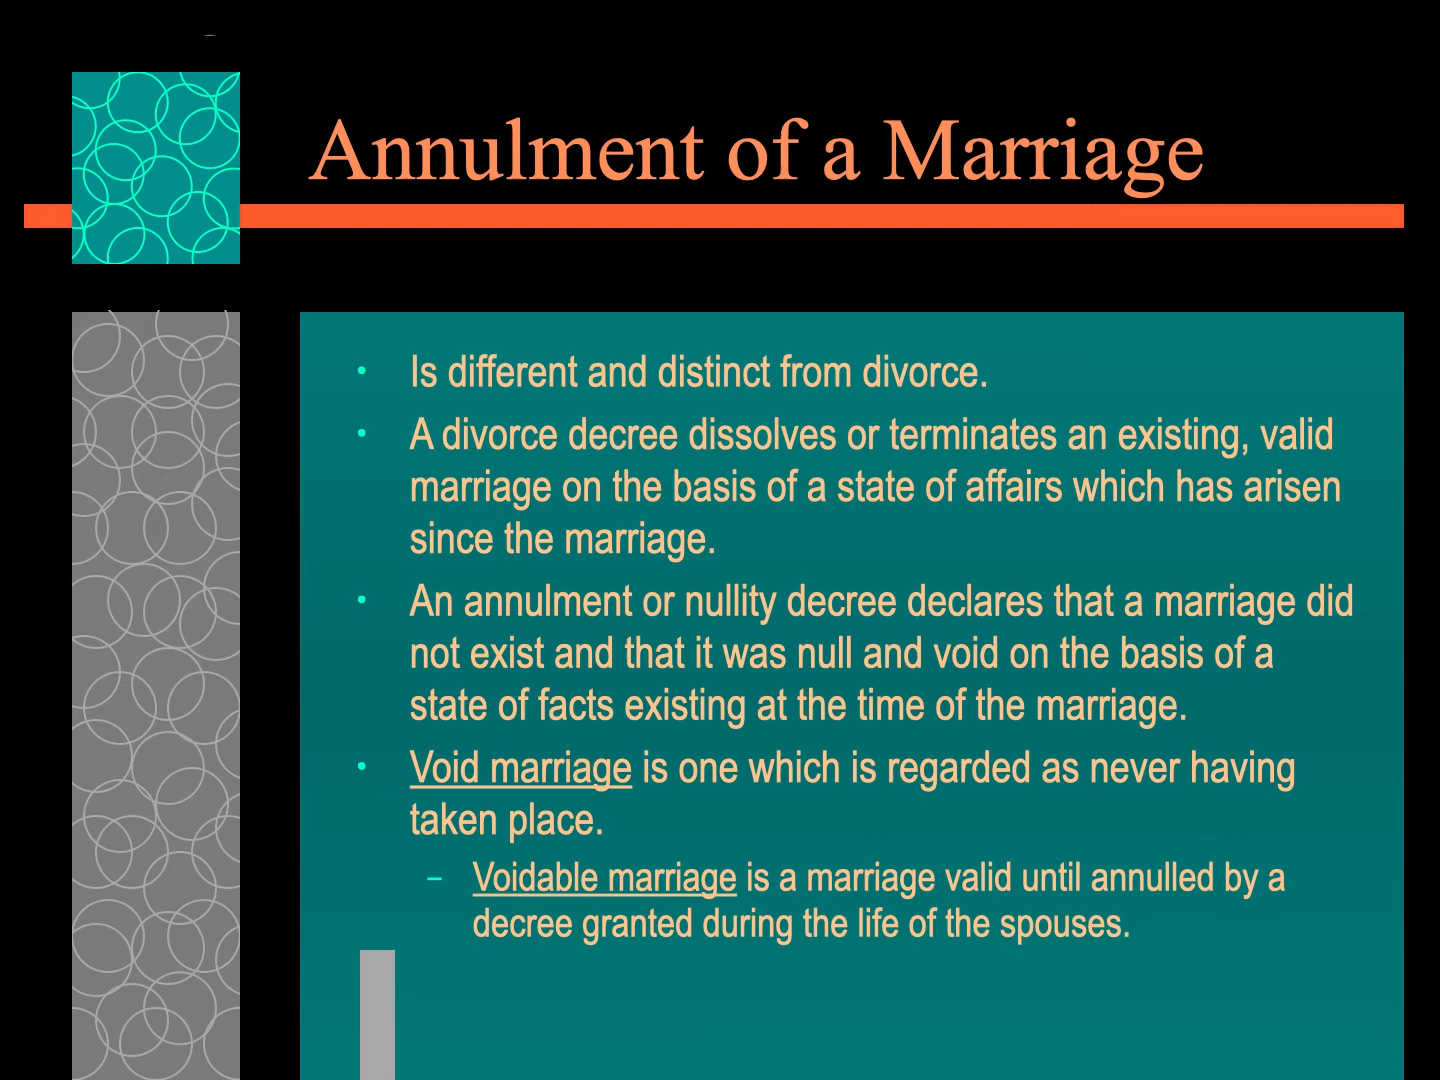 Annulment of a Marriage
• Is different and distinct from divorce.
• A divorce decree dissolves or terminates an existing, valid
marriage on the basis of a state of affairs which has arisen
since the marriage.
• An annulment or nullity decree declares that a marriage did
not exist and that it was null and void on the basis of a
state of facts existing at the time of the marriage.
• Void marriage is one which is regarded as never having
taken place.
– Voidable marriage is a marriage valid until annulled by a
decree granted during the life of the spouses.